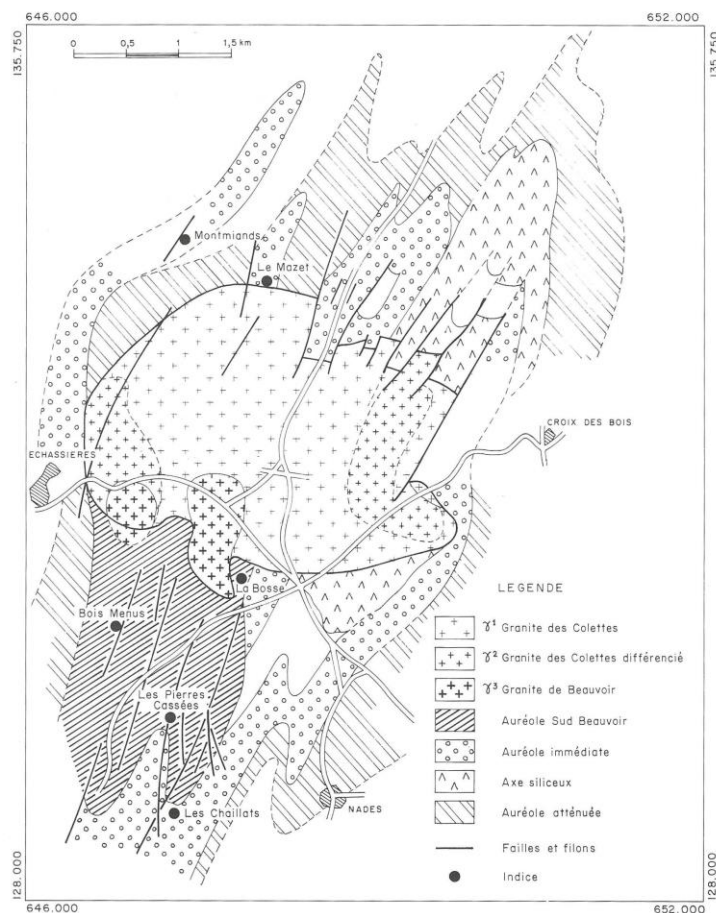 646.000
652.000
135.750
135.750
0 0,5 1 1,5 km
Montmiands
Le Mazet
CROIX DES BOIS
ECHASSIERES
LEGENDE
La Bosse
Bois Menus
Les Pierres
Cassées
Les Chaillats
NADES
γ¹ Granite des Colettes
γ² Granite des Colettes différencié
γ³ Granite de Beauvoir
Auréole Sud Beauvoir
Auréole immédiate
Axe siliceux
Auréole atténuée
Failles et filons
Indice
128.000
128.000
646.000
652.000